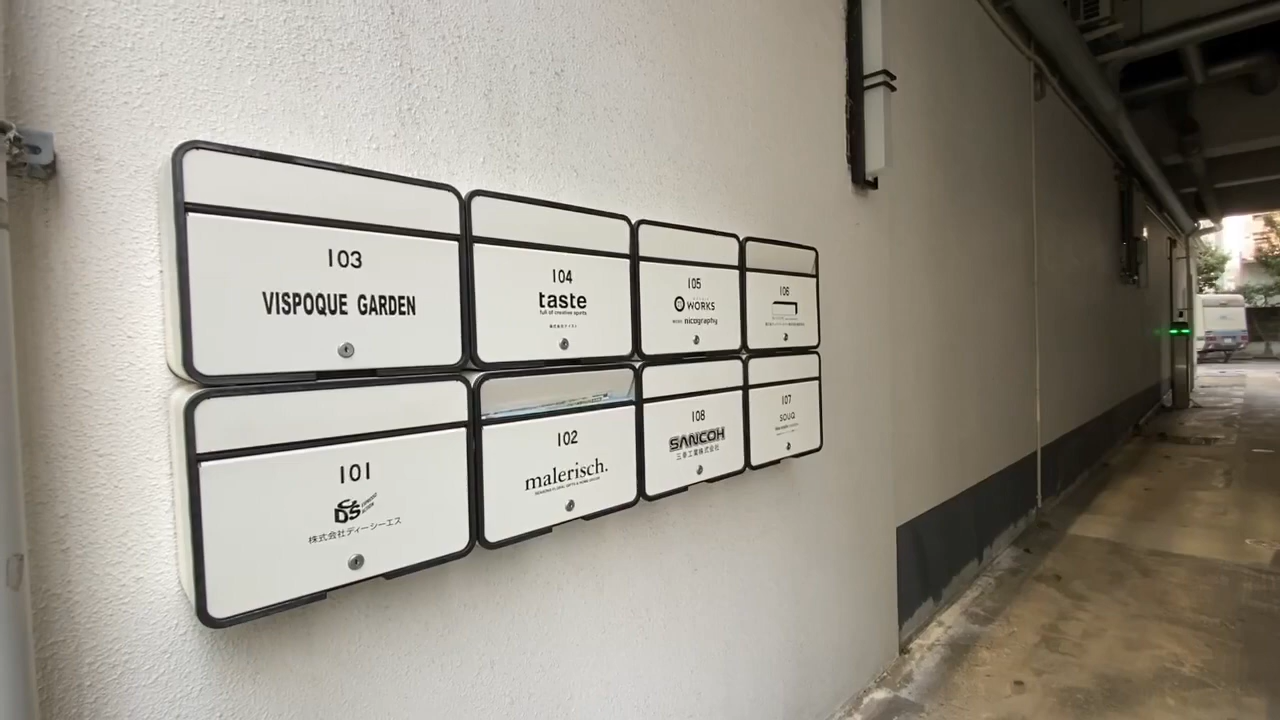 103
VISPOQUE GARDEN
104
taste
full of creative spirits
105
WORKS
nicography
106
101
DS
株式会社ディーシーエス
102
malerisch.
108
SANCOH
三幸工業株式会社
107
SOUQ